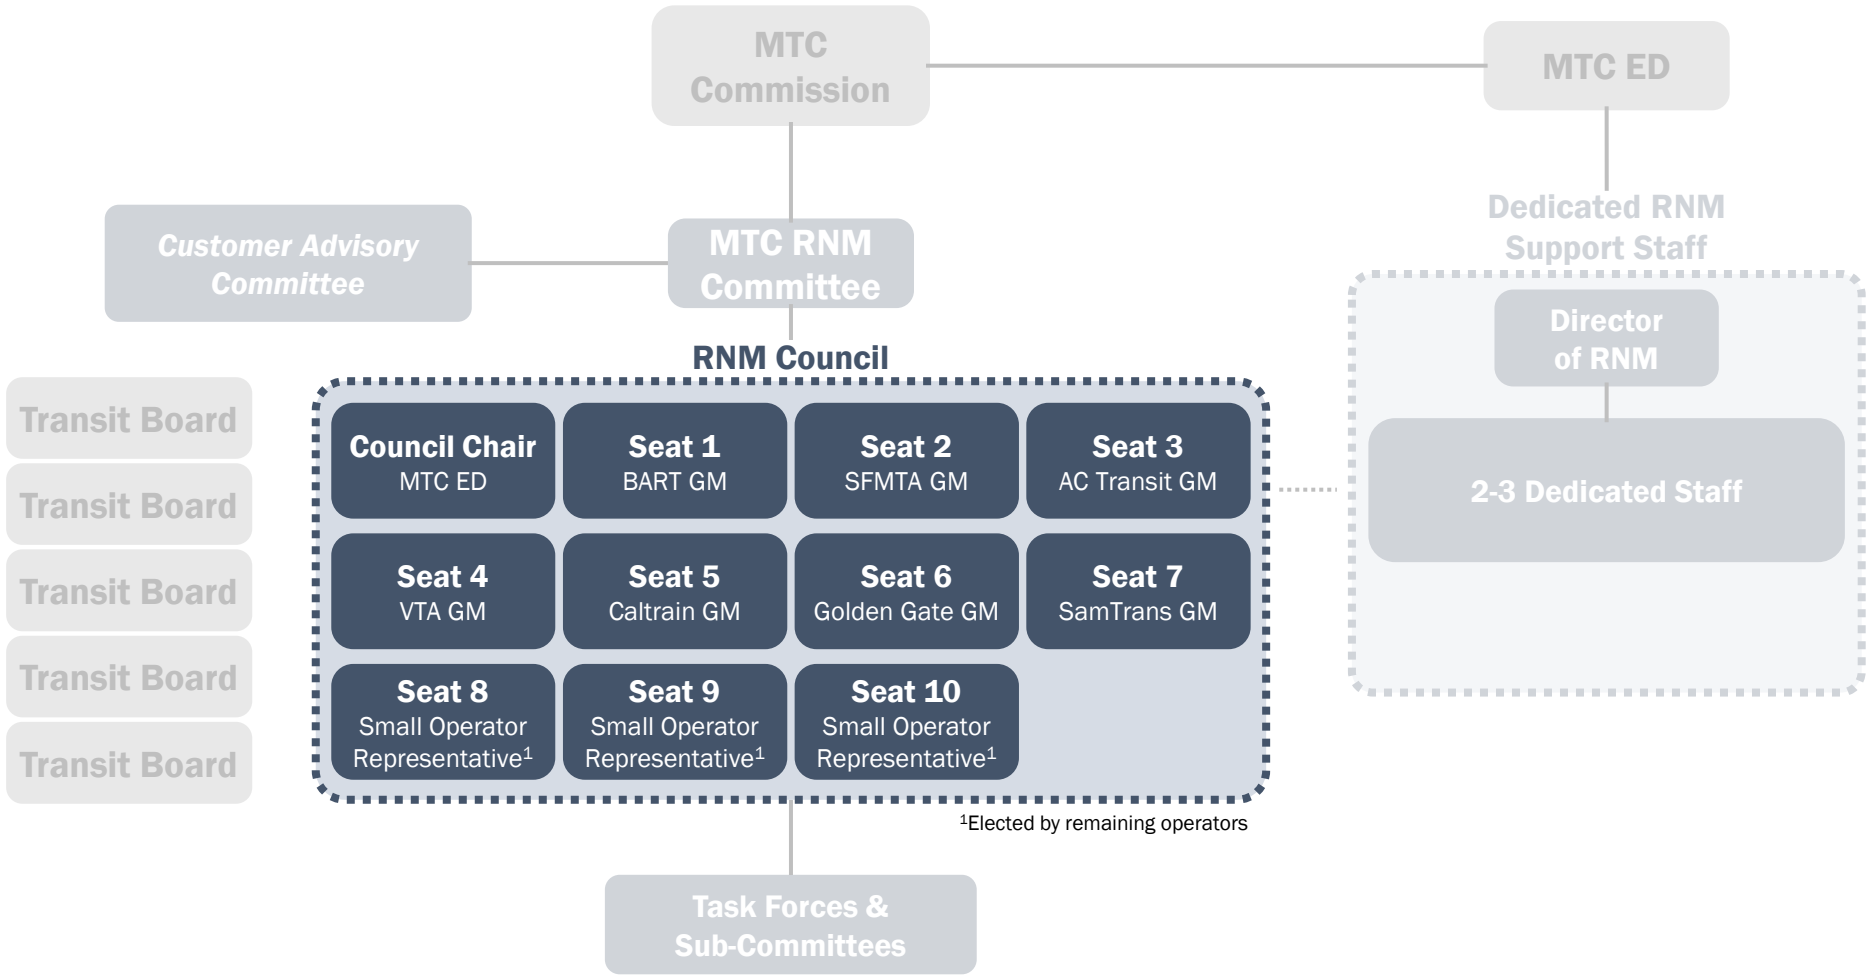 MTC
Commission
MTC ED
Customer Advisory
Committee
MTC RNM
Committee
Dedicated RNM
Support Staff
Director
of RNM
2-3 Dedicated Staff
RNM Council
Transit Board
Transit Board
Transit Board
Transit Board
Transit Board
Council Chair
MTC ED
Seat 1
BART GM
Seat 2
SFMTA GM
Seat 3
AC Transit GM
Seat 4
VTA GM
Seat 5
Caltrain GM
Seat 6
Golden Gate GM
Seat 7
SamTrans GM
Seat 8
Small Operator
Representative¹
Seat 9
Small Operator
Representative¹
Seat 10
Small Operator
Representative¹
¹Elected by remaining operators
Task Forces &
Sub-Committees